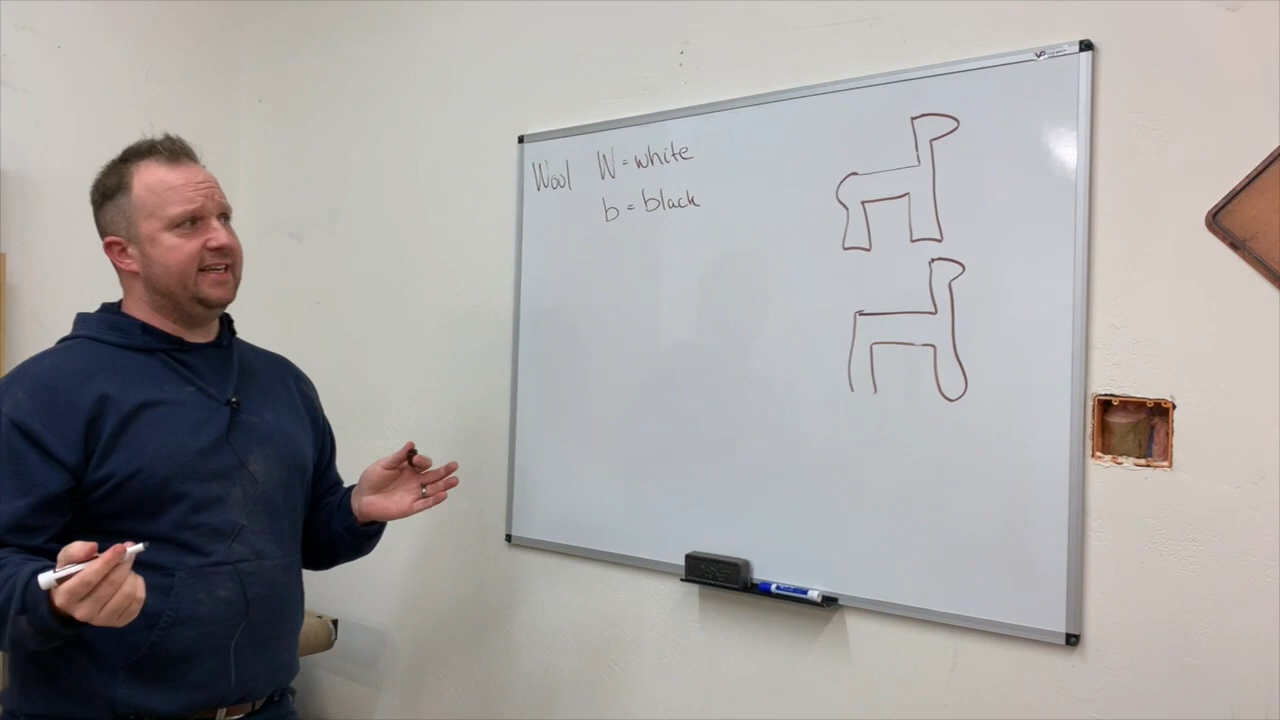 Wool W = white
b = black